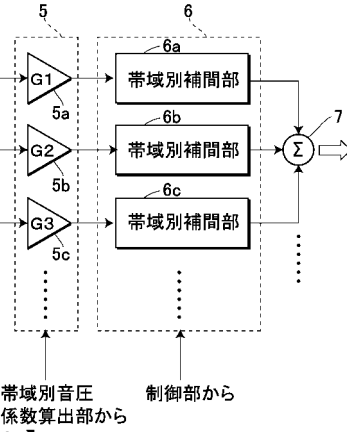 5
6
G1
5a
6a
帯域別補間部
G2
5b
6b
帯域別補間部
7
Σ
G3
5c
6c
帯域別補間部
帯域別音圧
係数算出部から
制御部から